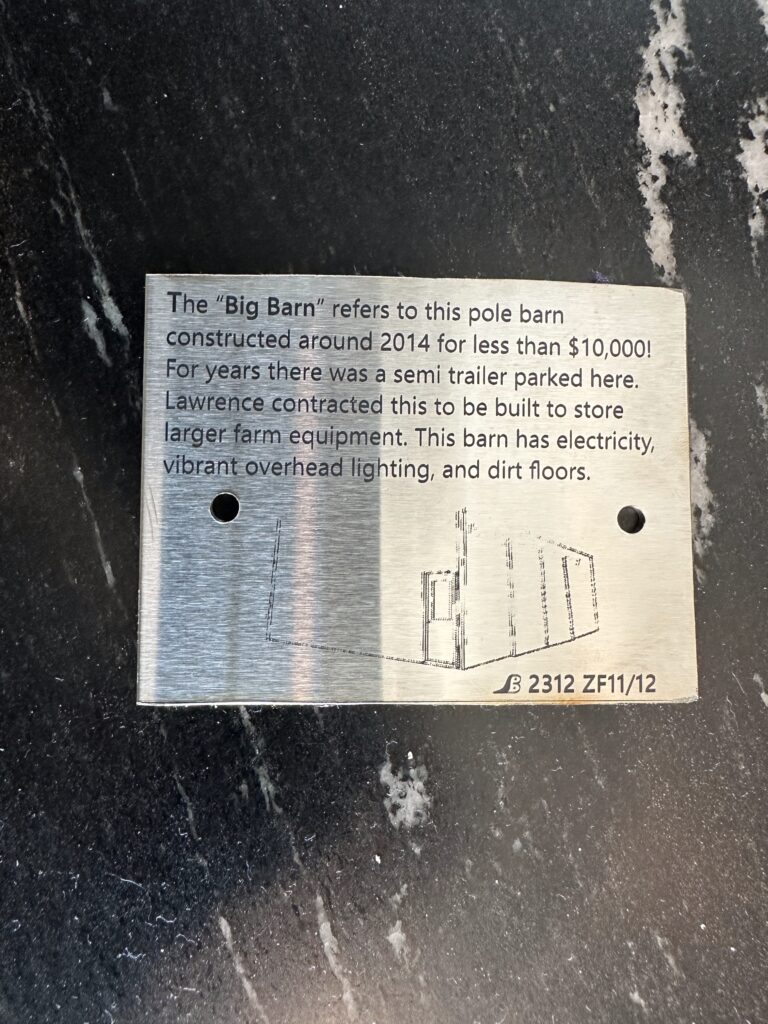 The “Big Barn” refers to this pole barn
constructed around 2014 for less than $10,000!
For years there was a semi trailer parked here.
Lawrence contracted this to be built to store
larger farm equipment. This barn has electricity,
vibrant overhead lighting, and dirt floors.
2312 ZF11/12